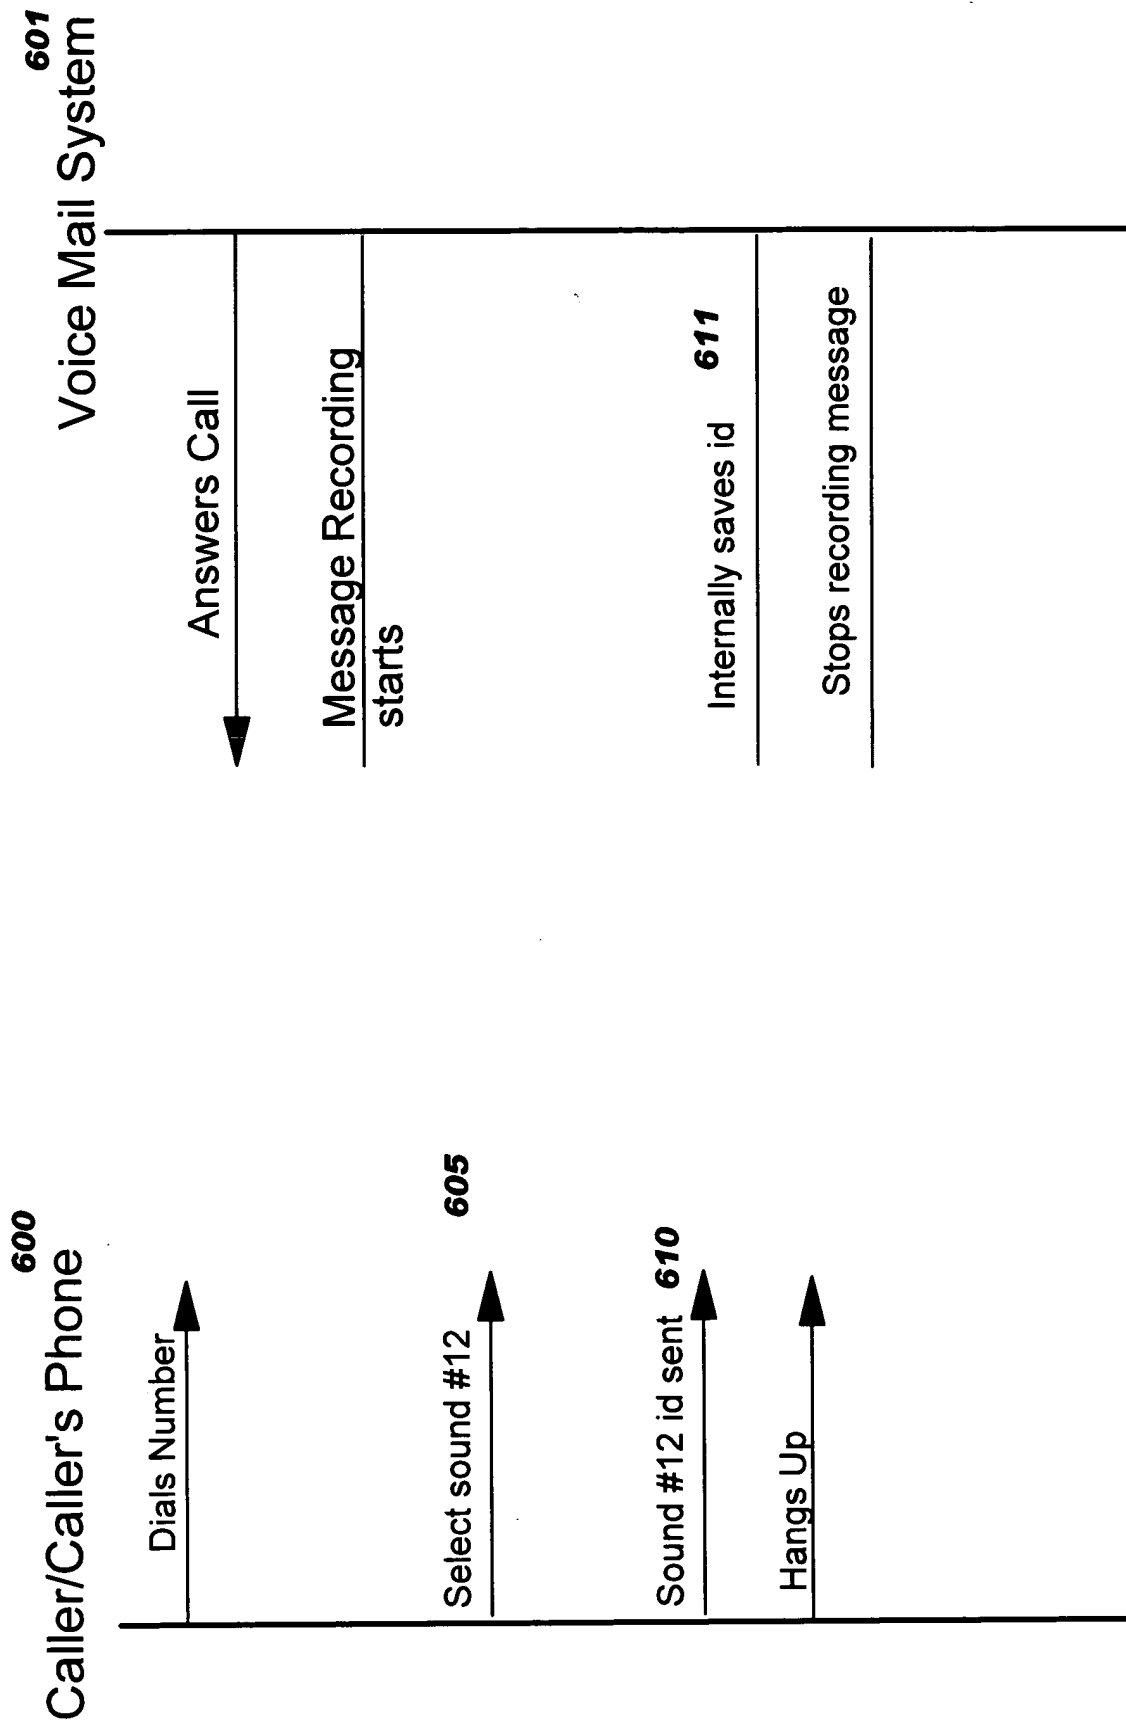 600
Caller/Caller's Phone
601
Voice Mail System
Dials Number
Answers Call
Message Recording
starts
Select sound #12
605
Sound #12 id sent
610
Internally saves id
611
Hangs Up
Stops recording message